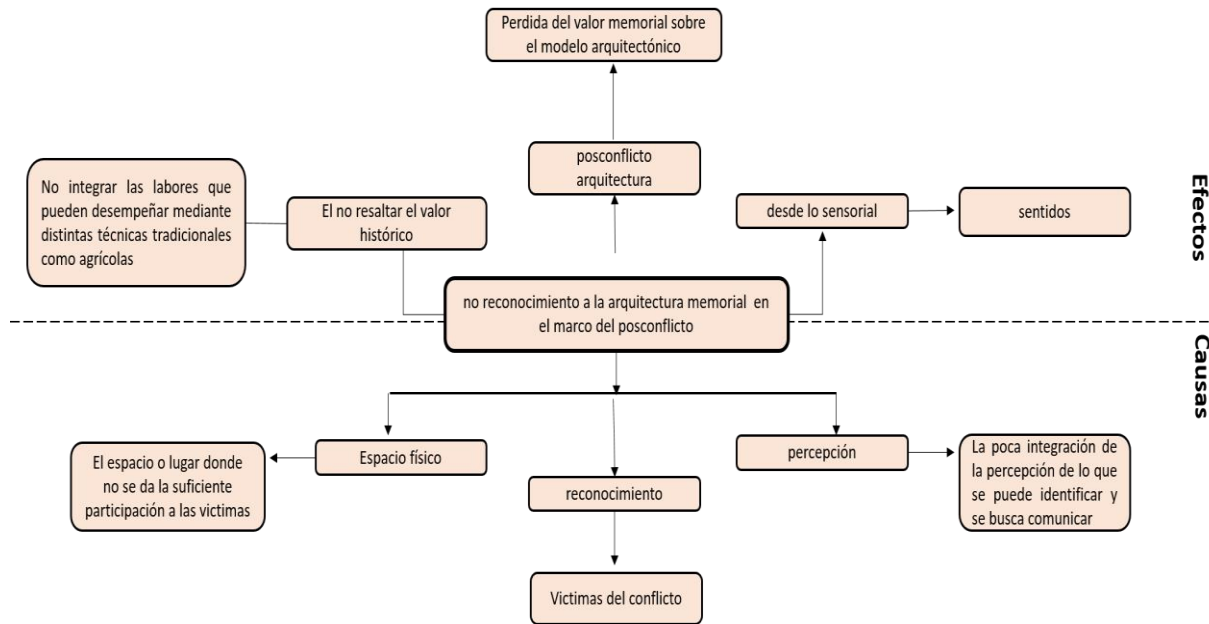 Perdida del valor memorial sobre
el modelo arquitectónico
posconflicto
arquitectura
No integrar las labores que
pueden desempeñar mediante
distintas técnicas tradicionales
como agrícolas
El no resaltar el valor
histórico
desde lo sensorial
sentidos
Efectos
no reconocimiento a la arquitectura memorial en
el marco del posconflicto
Causas
El espacio o lugar donde
no se da la suficiente
participación a las victimas
Espacio físico
reconocimiento
percepción
La poca integración de
la percepción de lo que
se puede identificar y
se busca comunicar
Victimas del conflicto